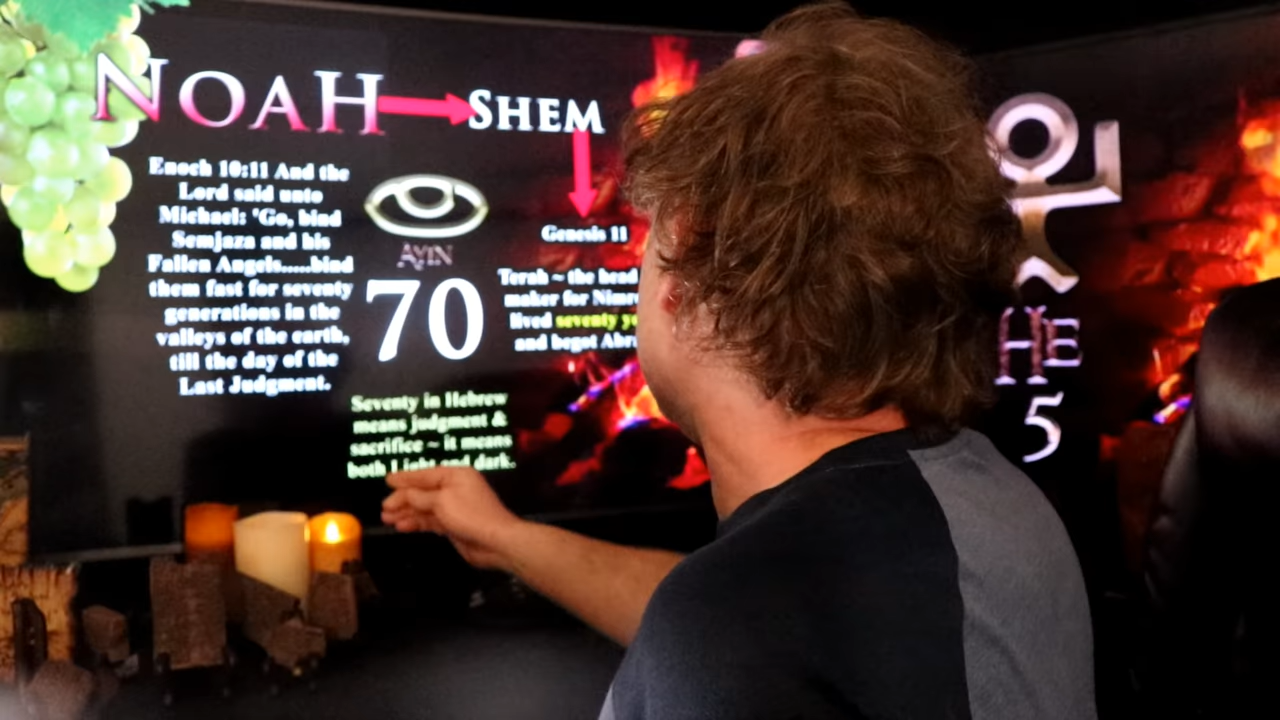 NOAH SHEM
Enoch 10:11 And the
Lord said unto
Michael: 'Go, bind
Semjaza and his
Fallen Angels.....bind
them fast for seventy
generations in the
valleys of the earth,
till the day of the
Last Judgment.
AYIN
70
Seventy in Hebrew
means judgment &
sacrifice ~ it means
both Light and dark.
Genesis 11
Terah ~ the head
maker for
lived seventy
and begot
HE
5